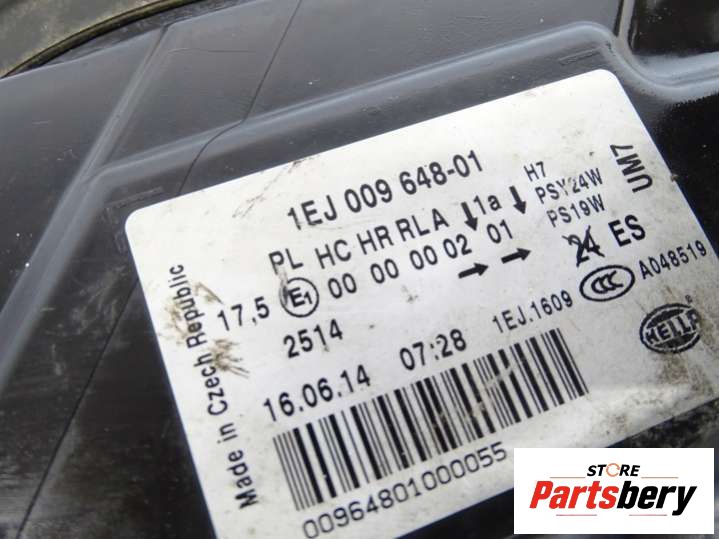 1EJ 009 648-01
PL HC HR RLA 1a
17,5 E1 00 00 00 02 01
2514
16.06.14 07:28 1EJ.1609
H7
PSY24W
PS19W
24 ES
UM7
CCC A048519
HELLA
Made in Czech Republic
00964801000055
STORE
Partsbery